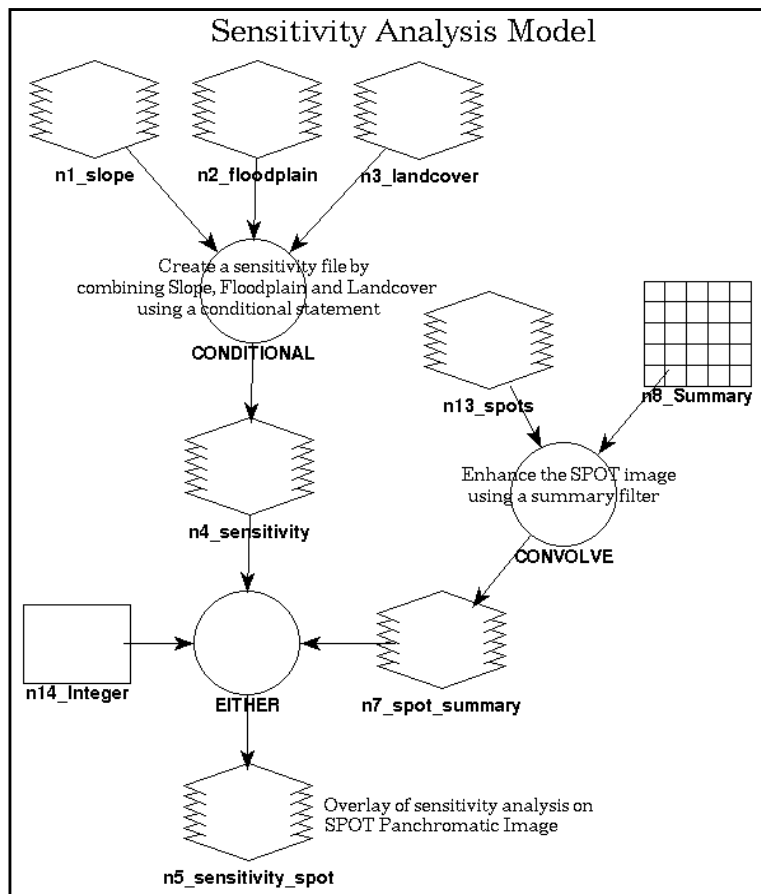 Sensitivity Analysis Model
n1_slope
n2_floodplain
n3_landcover
Create a sensitivity file by
combining Slope, Floodplain and Landcover
using a conditional statement
CONDITIONAL
n13_spots
n8_Summary
Enhance the SPOT image
using a summary filter
CONVOLVE
n4_sensitivity
n14_Integer
EITHER
n7_spot_summary
Overlay of sensitivity analysis on
SPOT Panchromatic Image
n5_sensitivity_spot